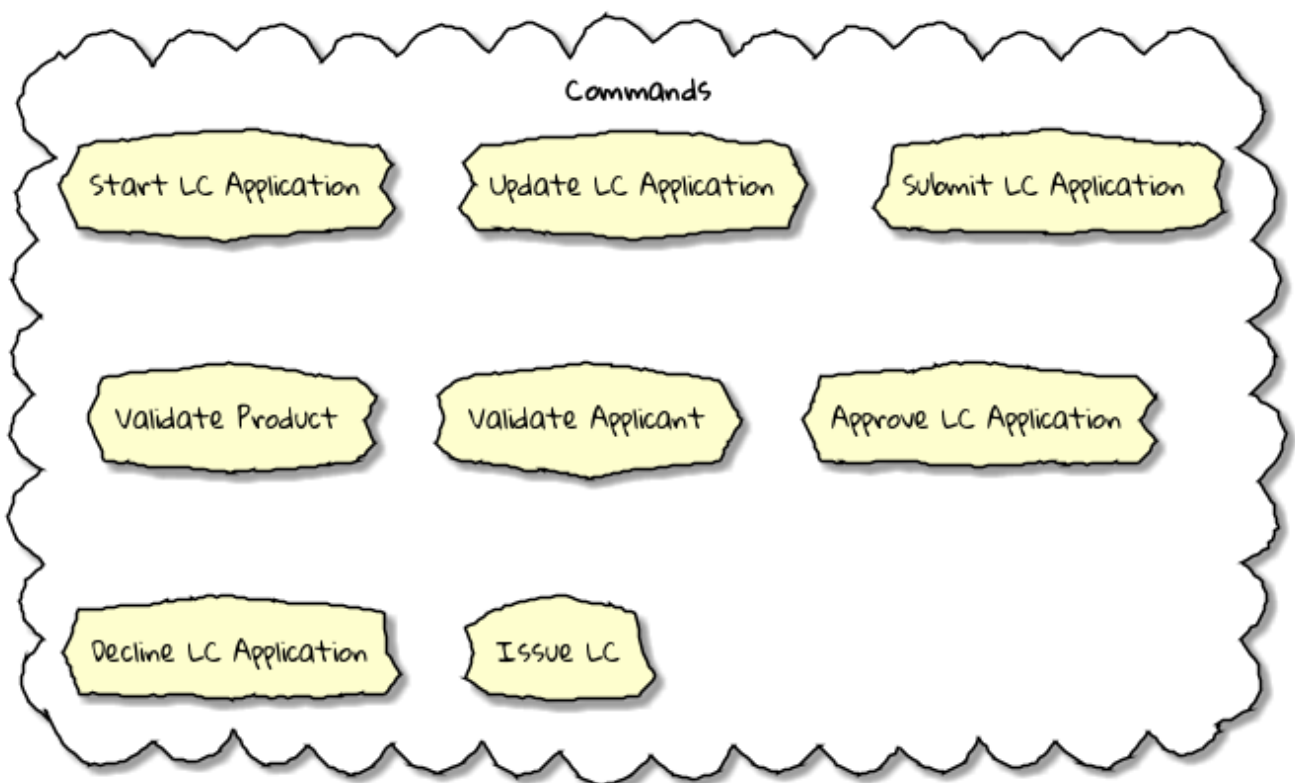 Commands
Start LC Application
Update LC Application
Submit LC Application
Validate Product
Validate Applicant
Approve LC Application
Decline LC Application
Issue LC